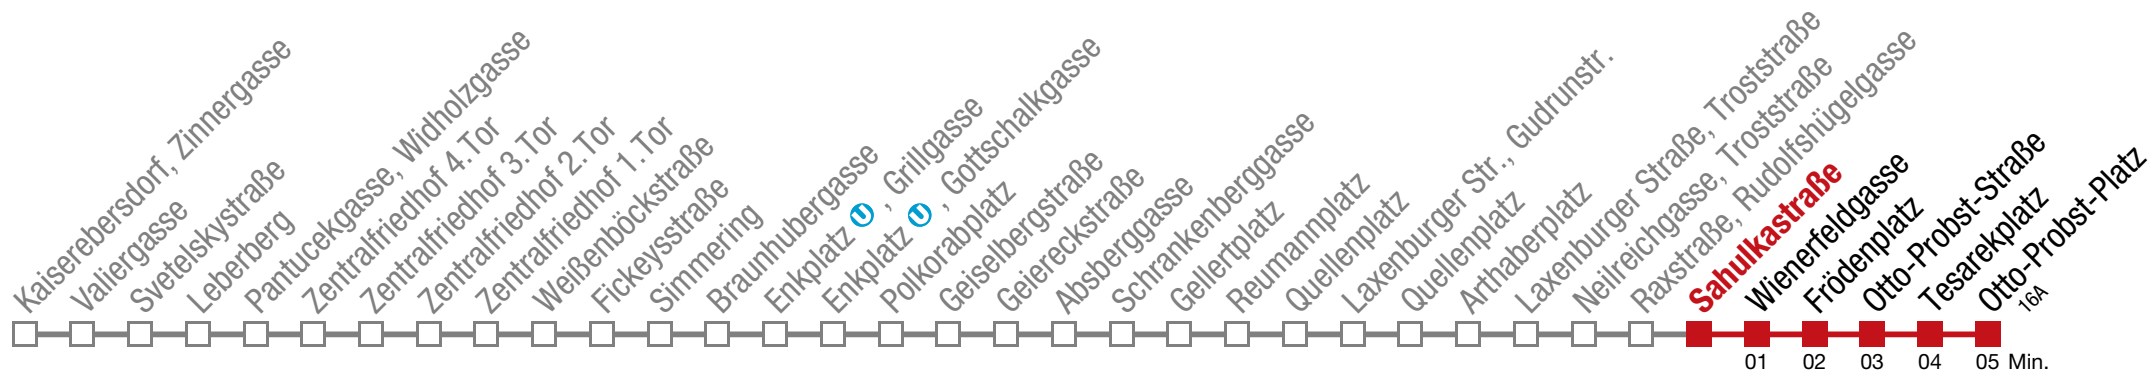 Kaiserebersdorf, Zinnergasse
Valiergasse
Svetelskystraße
Leberberg
Pantucekgasse, Widholzgasse
Zentralfriedhof 4.Tor
Zentralfriedhof 3.Tor
Zentralfriedhof 2.Tor
Zentralfriedhof 1.Tor
Weißenböckstraße
Fickeysstraße
Simmering
Braunhubergasse
Enkplatz U, Grillgasse
Enkplatz U, Gottschalkgasse
Polkorabplatz
Geiselbergstraße
Geiereckstraße
Absberggasse
Schrankenberggasse
Gellertplatz
Reumannplatz
Quellenplatz
Laxenburger Str., Gudrunstr.
Quellenplatz
Arthaberplatz
Laxenburger Straße, Troststraße
Neilreichgasse, Troststraße
Raxstraße, Rudolfshügelgasse
Sahulkastraße
Wienerfeldgasse
Frödenplatz
Otto-Probst-Straße
Tesarekplatz
Otto-Probst-Platz
16A
01 02 03 04 05 Min.